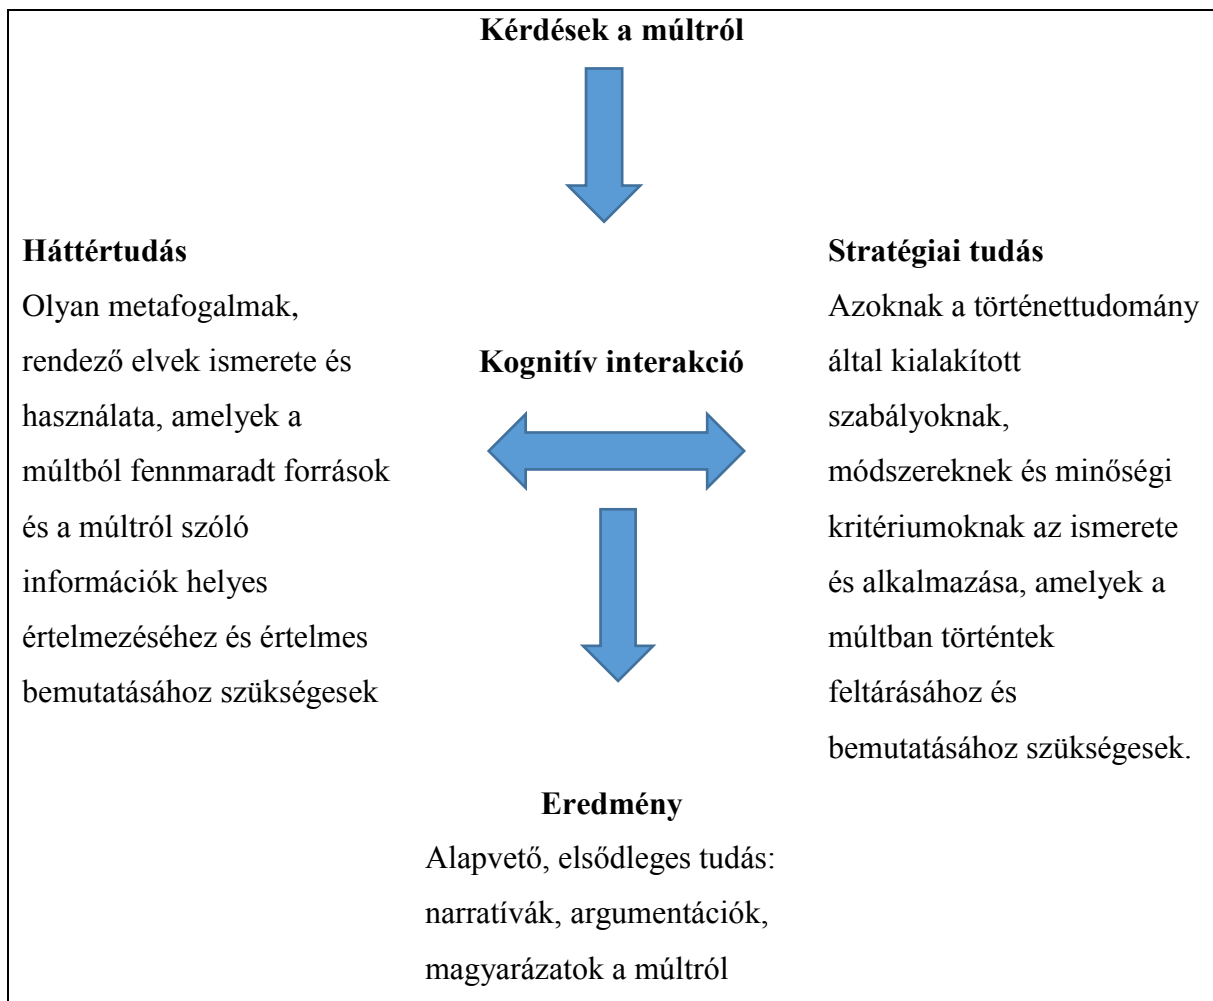 Kérdések a múltról
Háttértudás
Olyan metafogalmak,
rendező elvek ismerete és
használata, amelyek a
múltból fennmaradt források
és a múltról szóló
információk helyes
értelmezéséhez és értelmes
bemutatásához szükségesek
Kognitív interakció
Stratégiai tudás
Azoknak a történettudomány
által kialakított
szabályoknak,
módszereknek és minőségi
kritériumoknak az ismerete
és alkalmazása, amelyek a
múltban történtek
feltárásához és
bemutatásához szükségesek.
Eredmény
Alapvető, elsődleges tudás:
narratívák, argumentációk,
magyarázatok a múltról